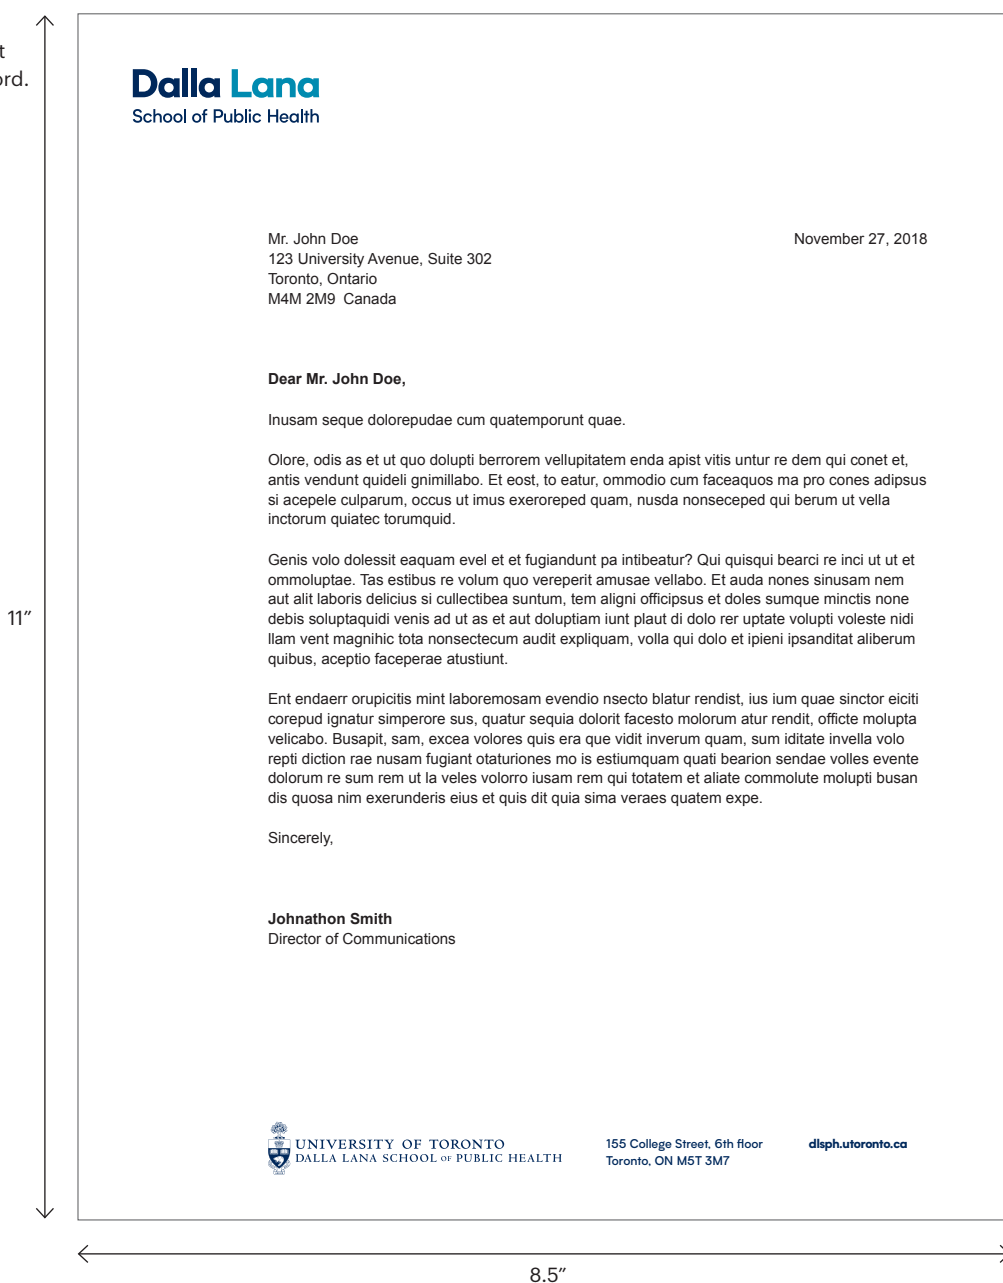 t
ord.
Dalla Lana
School of Public Health
Mr. John Doe
November 27, 2018
123 University Avenue, Suite 302
Toronto, Ontario
M4M 2M9  Canada
Dear Mr. John Doe,
Inusam seque dolorepudae cum quatemporunt quae.
Olore, odis as et ut quo dolupti berrorem vellupitatem enda apist vitis untur re dem qui conet et,
antis vendunt quideli gnimillabo. Et eost, to eatur, ommodio cum faceaquos ma pro cones adipsus
si acepele culparum, occus ut imus exeroreped quam, nusda nonseceped qui berum ut vella
inctorum quiatec torumquid.
Genis volo dolessit eaquam evel et et fugiandunt pa intibeatur? Qui quisqui bearci re inci ut ut et
ommoluptae. Tas estibus re volum quo vereperit amusae vellabo. Et auda nones sinusam nem
aut alit laboris delicius si cullectibea suntum, tem aligni officipsus et doles sumque minctis none
debis soluptaquidi venis ad ut as et aut doluptiam iunt plaut di dolo rer uptate volupti voleste nidi
llam vent magnihic tota nonsectecum audit expliquam, volla qui dolo et ipieni ipsanditat aliberum
quibus, aceptio faceperae atustiunt.
Ent endaerr orupicitis mint laboremosam evendio nsecto blatur rendist, ius ium quae sinctor eiciti
corepud ignatur simperore sus, quatur sequia dolorit facesto molorum atur rendit, officte molupta
velicabo. Busapit, sam, excea volores quis era que vidit inverum quam, sum iditate invella volo
repti diction rae nusam fugiant otaturiones mo is estiumquam quati bearion sendae volles evente
dolorum re sum rem ut la veles volorro iusam rem qui totatem et aliate commolute molupti busan
dis quosa nim exerunderis eius et quis dit quia sima veraes quatem expe.
Sincerely,
Johnathon Smith
Director of Communications
UNIVERSITY OF TORONTO
DALLA LANA SCHOOL OF PUBLIC HEALTH
155 College Street, 6th floor
Toronto, ON M5T 3M7
dlsph.utoronto.ca
11″
8.5″